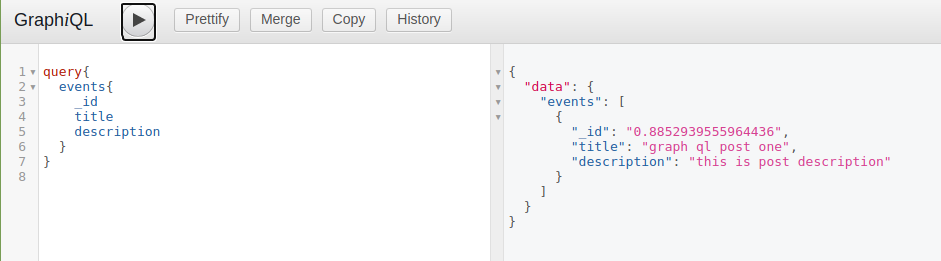 GraphiQL Prettify Merge Copy History
1 query{
2 events{
3 _id
4 title
5 description
6 }
7 }
8
{
"data": {
"events": [
{
"_id": "0.8852939555964436",
"title": "graph ql post one",
"description": "this is post description"
}
]
}
}